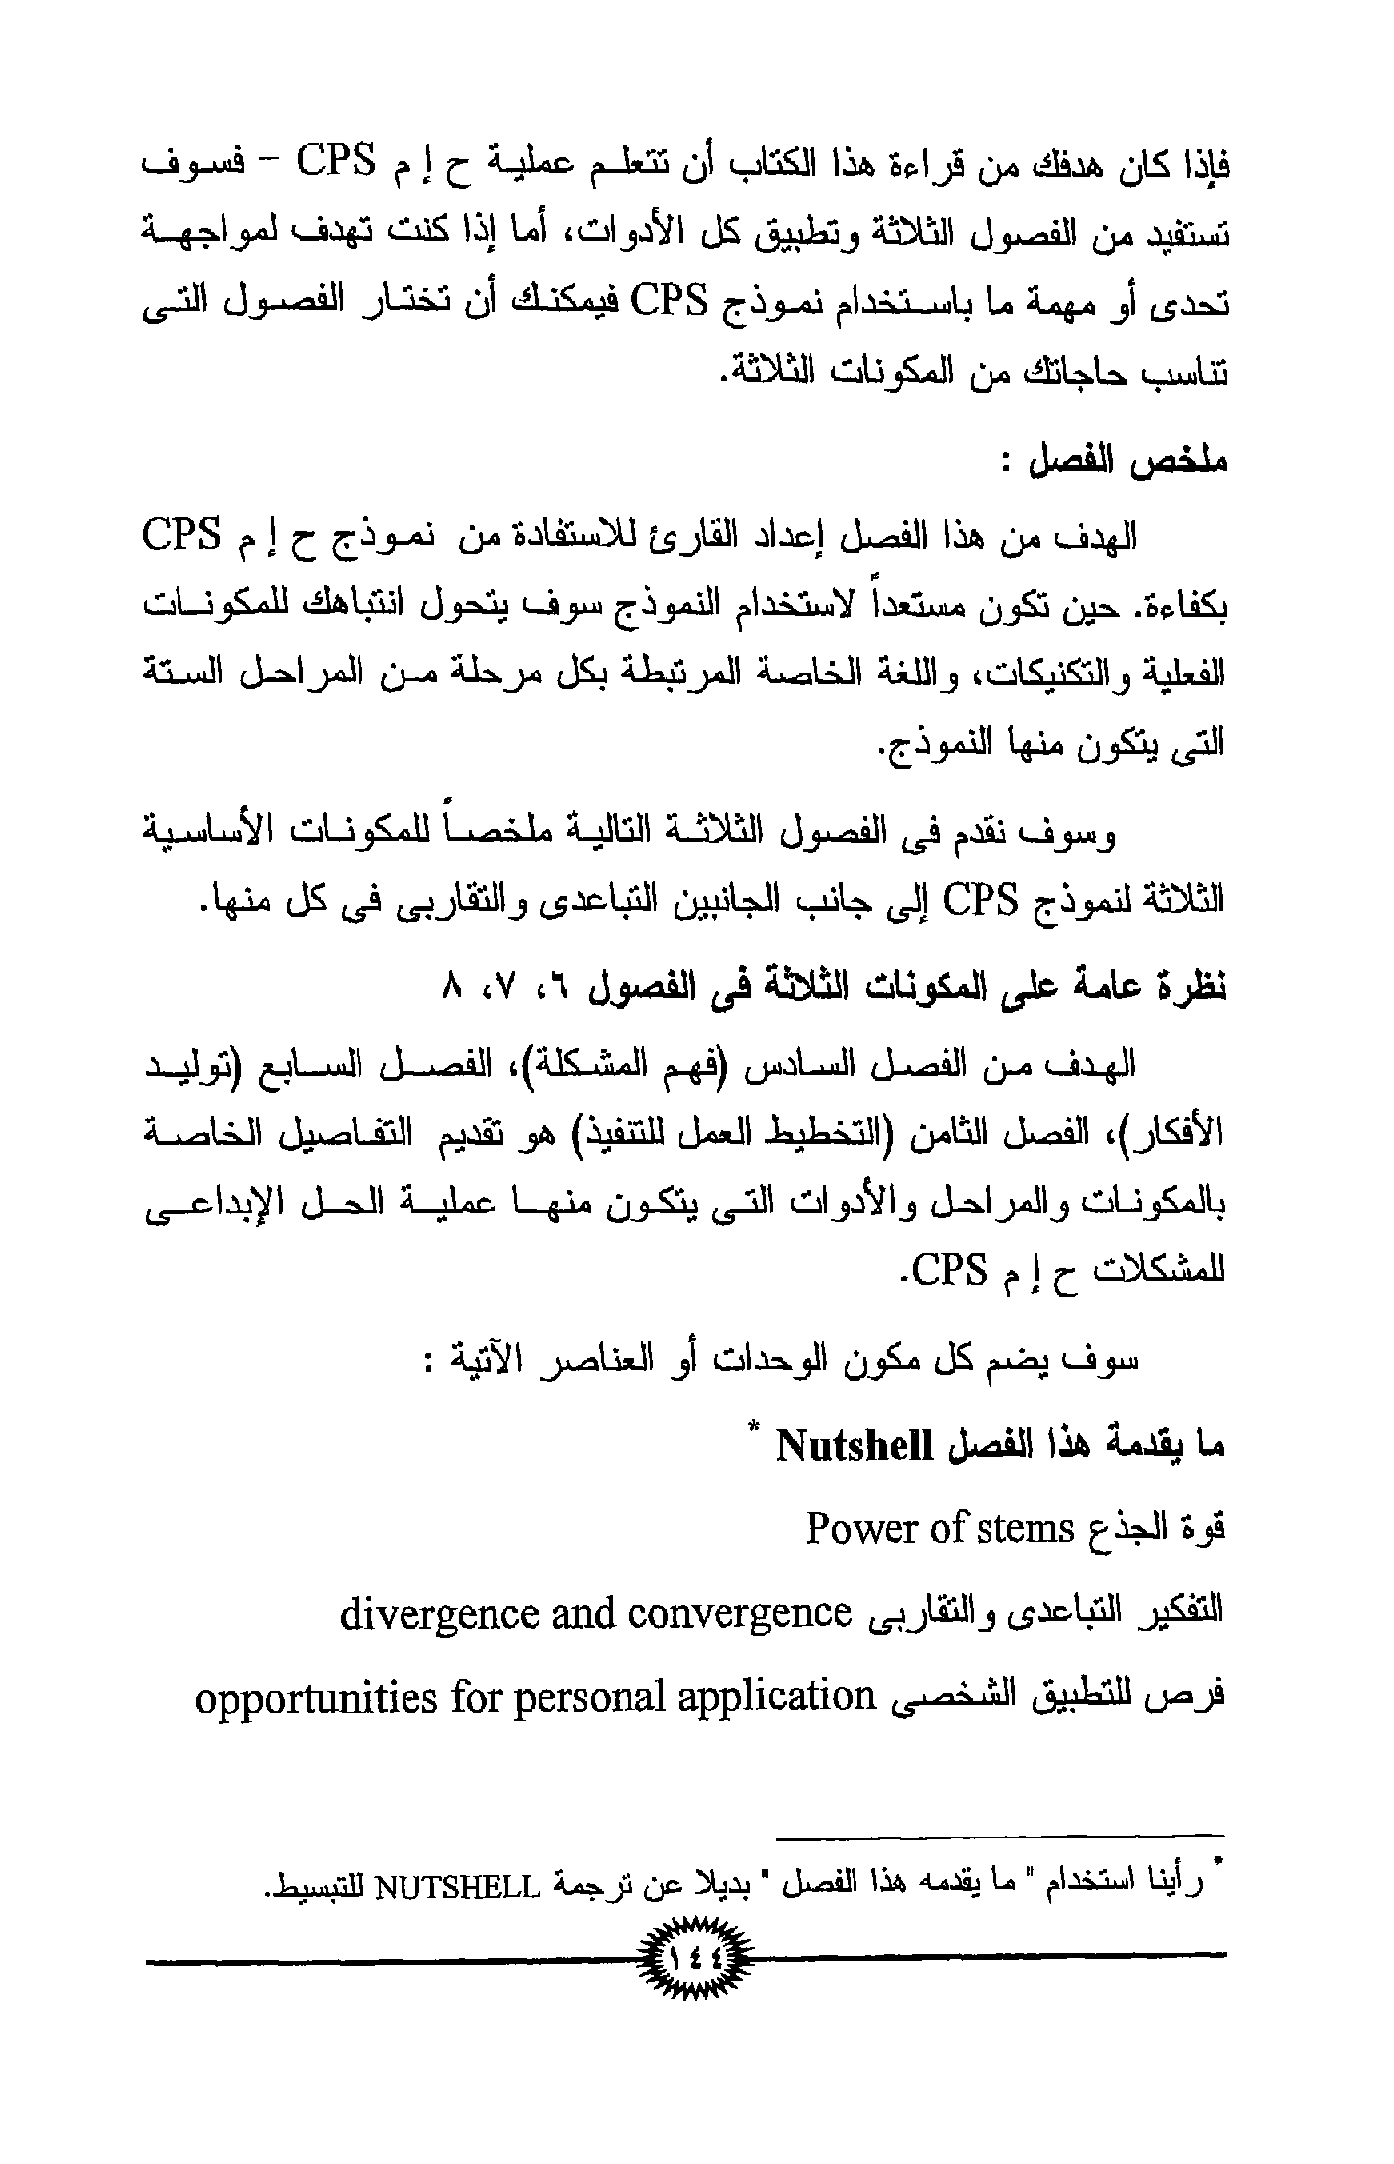 فإذا كان هدفك من قراءة هذا الكتاب أن تتعلم عملية ح إ م CPS – فسوف
تستفيد من الفصول الثلاثة وتطبيق كل الأدوات، أما إذا كنت تهدف لمواجهة
تحدى أو مهمة ما باستخدام نموذج CPS فيمكنك أن تختار الفصول التى
تناسب حاجاتك من المكونات الثلاثة.
ملخص الفصل :
الهدف من هذا الفصل إعداد القارئ للاستفادة من نموذج ح إ م CPS
بكفاءة. حين تكون مستعداً لاستخدام النموذج سوف يتحول انتباهك للمكونات
الفعلية والتكنيكات، واللغة الخاصة المرتبطة بكل مرحلة من المراحل الستة
التى يتكون منها النموذج.
وسوف نقدم فى الفصول الثلاثة التالية ملخصاً للمكونات الأساسية
الثلاثة لنموذج CPS إلى جانب الجانبين التباعدى والتقاربى فى كل منها.
نظرة عامة على المكونات الثلاثة فى الفصول ٦، ٧، ٨
الهدف من الفصل السادس (فهم المشكلة)، الفصل السابع (توليد
الأفكار)، الفصل الثامن (التخطيط العمل للتنفيذ) هو تقديم التفاصيل الخاصة
بالمكونات والمراحل والأدوات التى يتكون منها عملية الحل الإبداعى
للمشكلات ح إ م CPS.
سوف يضم كل مكون الوحدات أو العناصر الآتية :
ما يقدمة هذا الفصل Nutshell *
قوة الجذع Power of stems
التفكير التباعدى والتقاربى divergence and convergence
فرص للتطبيق الشخصى opportunities for personal application
* رأينا استخدام " ما يقدمه هذا الفصل " بديلا عن ترجمة NUTSHELL للتبسيط.
١٤٤